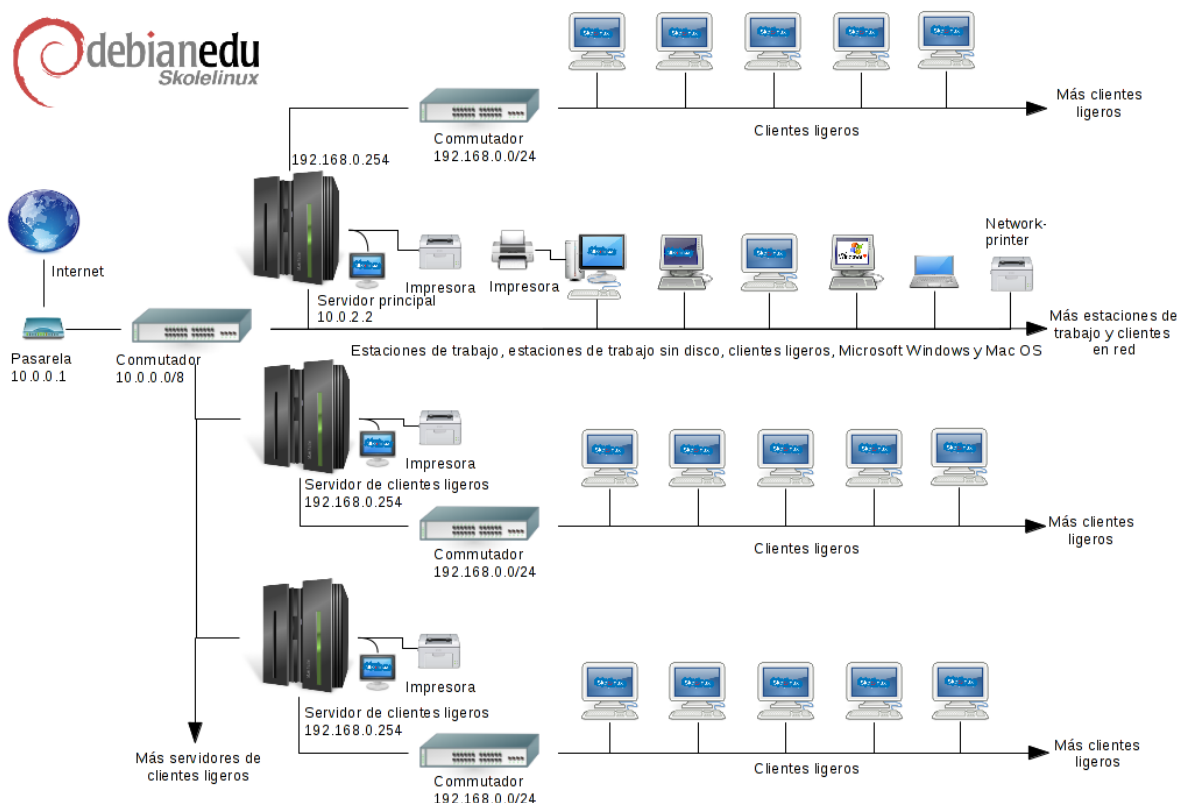 debianedu
Skolelinux
Commutador
192.168.0.0/24
Clientes ligeros
Más clientes
ligeros
192.168.0.254
Internet
Impresora
Impresora
Network-
printer
Servidor principal
10.0.2.2
Pasarela
10.0.0.1
Conmutador
10.0.0.0/8
Estaciones de trabajo, estaciones de trabajo sin disco, clientes ligeros, Microsoft Windows y Mac OS
Más estaciones de
trabajo y clientes
en red
Impresora
Servidor de clientes ligeros
192.168.0.254
Commutador
192.168.0.0/24
Clientes ligeros
Más clientes
ligeros
Impresora
Servidor de clientes ligeros
192.168.0.254
Commutador
192.168.0.0/24
Clientes ligeros
Más clientes
ligeros
Más servidores de
clientes ligeros